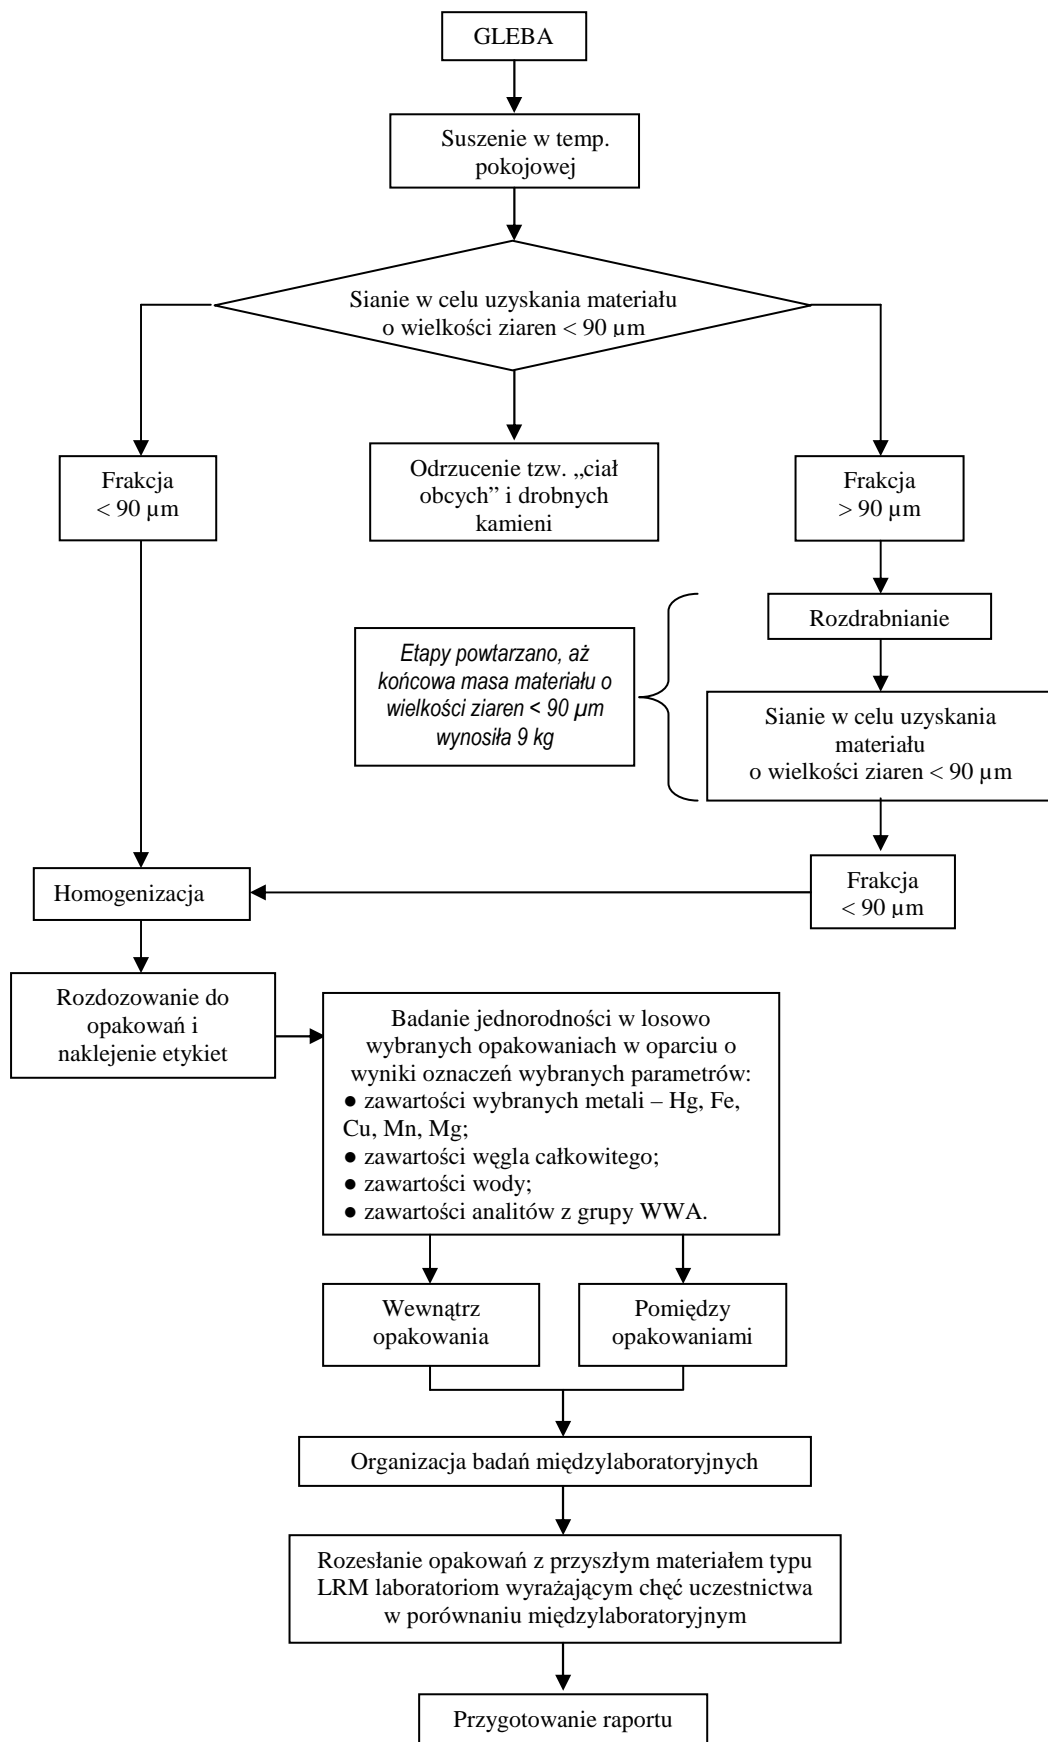 GLEBA
Suszenie w temp.
pokojowej
Sianie w celu uzyskania materiału
o wielkości ziaren < 90 µm
Frakcja
< 90 µm
Odrzucenie tzw. „ciał
obcych” i drobnych
kamieni
Frakcja
> 90 µm
Rozdrabnianie
Etapy powtarzano, aż
końcowa masa materiału o
wielkości ziaren < 90 µm
wynosiła 9 kg
Sianie w celu uzyskania
materiału
o wielkości ziaren < 90 µm
Frakcja
< 90 µm
Homogenizacja
Rozdozowanie do
opakowań i
naklejenie etykiet
Badanie jednorodności w losowo
wybranych opakowaniach w oparciu o
wyniki oznaczeń wybranych parametrów:
● zawartości wybranych metali – Hg, Fe,
Cu, Mn, Mg;
● zawartości węgla całkowitego;
● zawartości wody;
● zawartości analitów z grupy WWA.
Wewnątrz
opakowania
Pomiędzy
opakowaniami
Organizacja badań międzylaboratoryjnych
Rozesłanie opakowań z przyszłym materiałem typu
LRM laboratoriom wyrażającym chęć uczestnictwa
w porównaniu międzylaboratoryjnym
Przygotowanie raportu